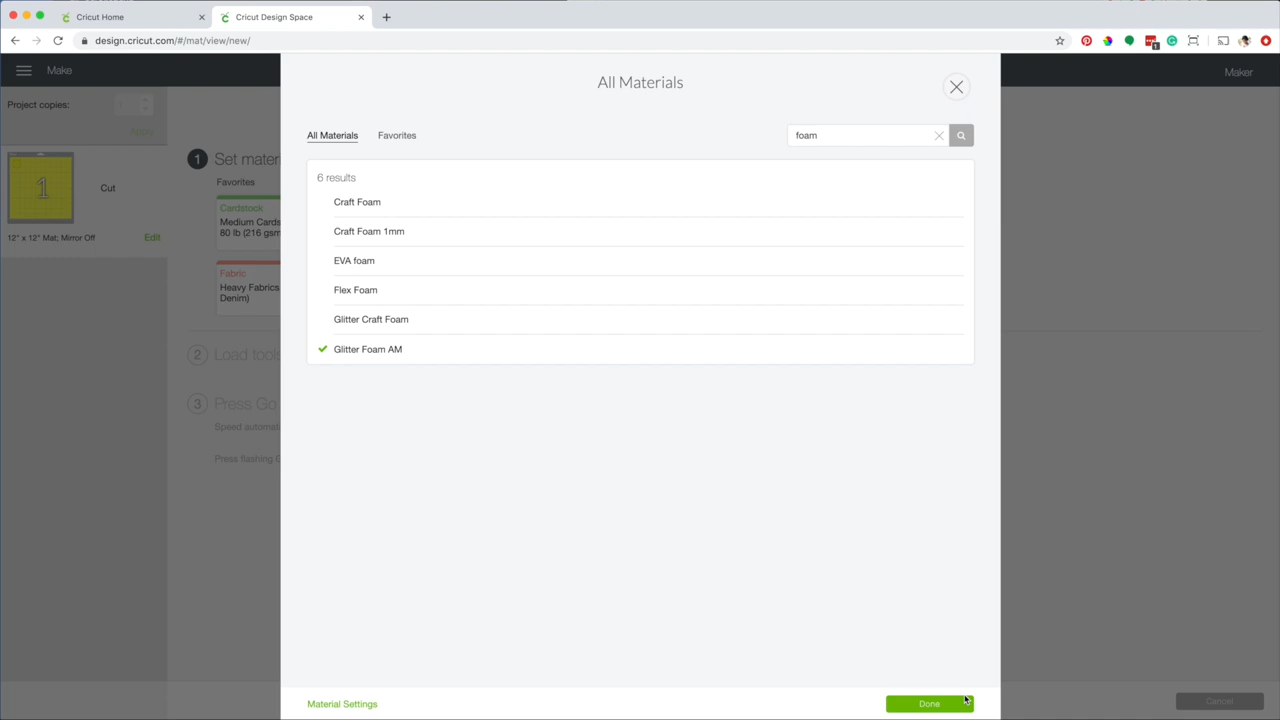 Cricut Home
Cricut Design Space
design.cricut.com/#/mat/view/new/
1
Make
All Materials
Maker
Project copies:
1
Apply
All Materials
Favorites
foam
1
Set mater
Favorites
1
Cut
Cardstock
Medium Cards
80 lb (216 gsm
12" x 12" Mat; Mirror Off
Edit
Fabric
Heavy Fabrics
Denim)
6 results
Craft Foam
Craft Foam 1mm
EVA foam
Flex Foam
Glitter Craft Foam
Glitter Foam AM
2
Load tools
3
Press Go
Speed automat
Press flashing G
Material Settings
Done
Cancel